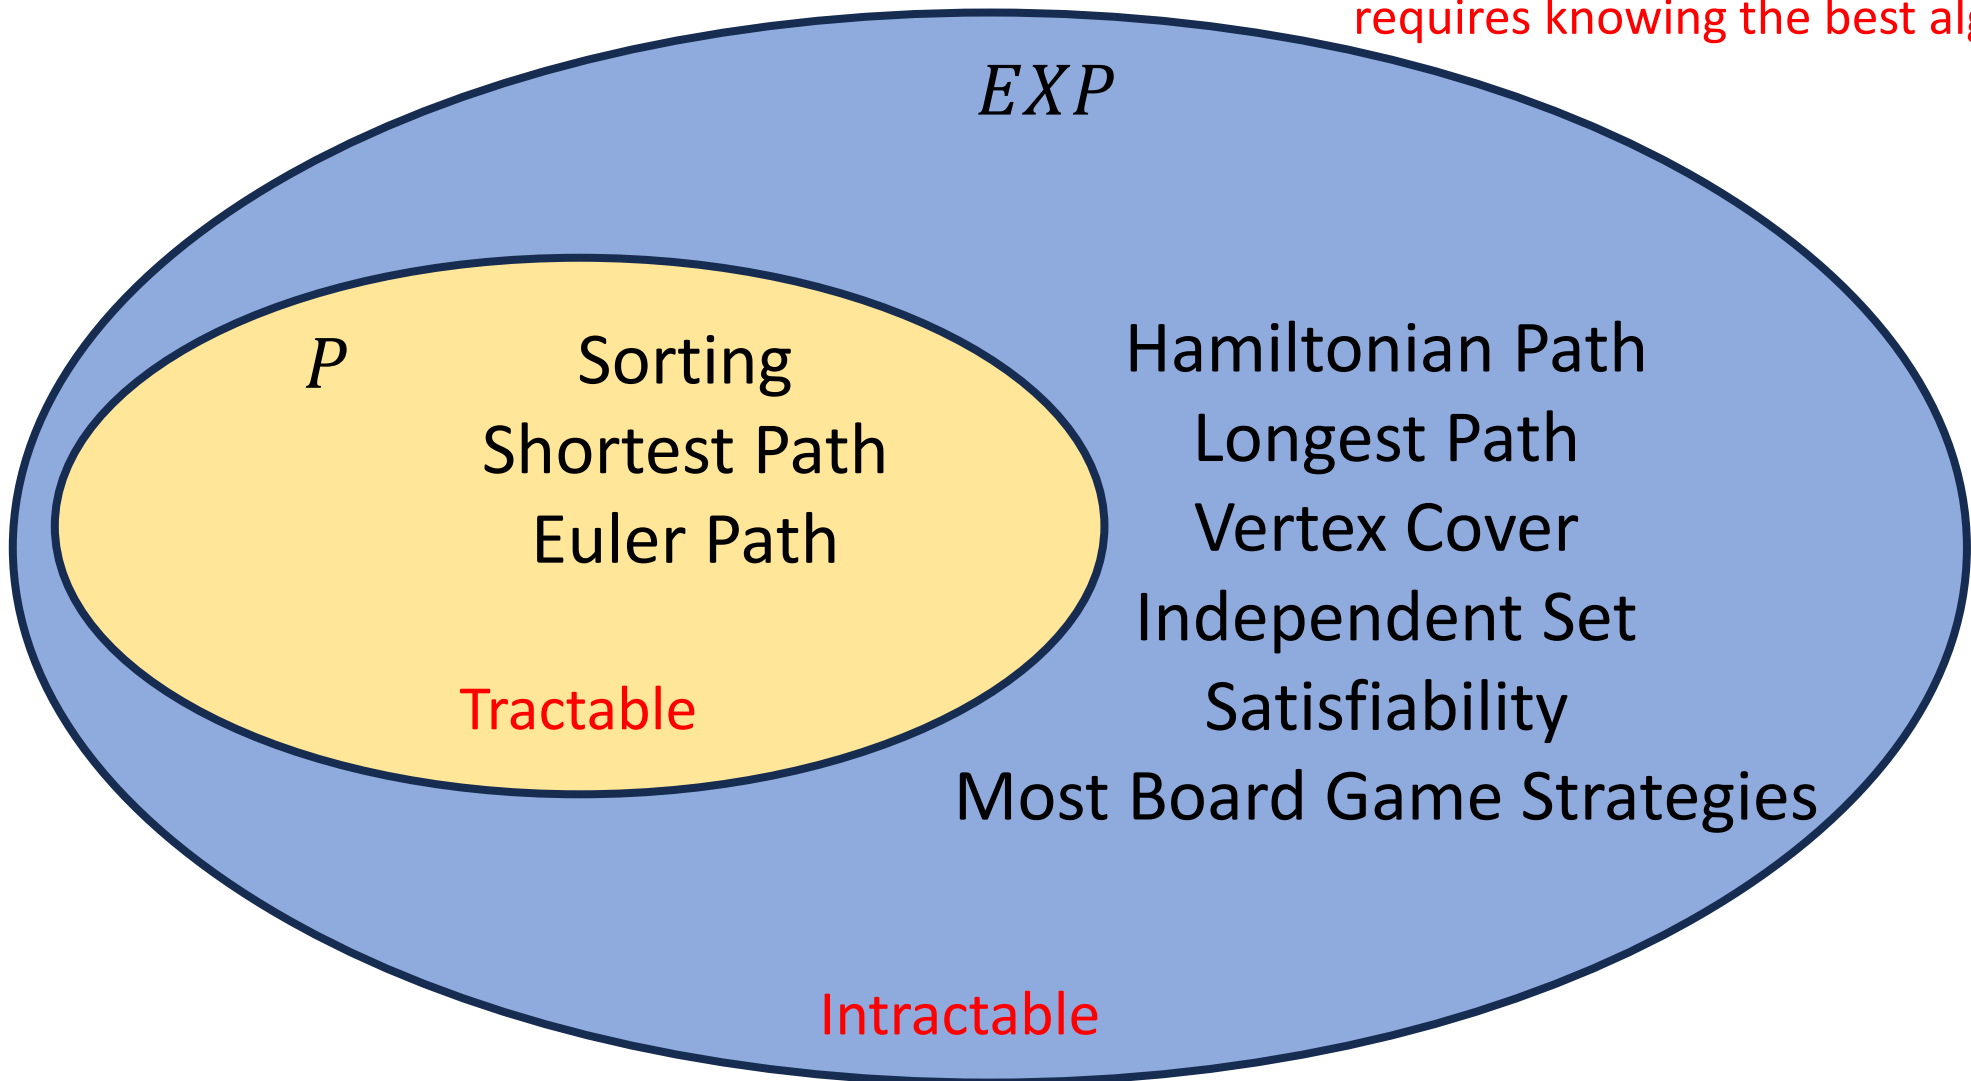 requires knowing the best
EXP
P
Sorting
Shortest Path
Euler Path
Tractable
Hamiltonian Path
Longest Path
Vertex Cover
Independent Set
Satisfiability
Most Board Game Strategies
Intractable